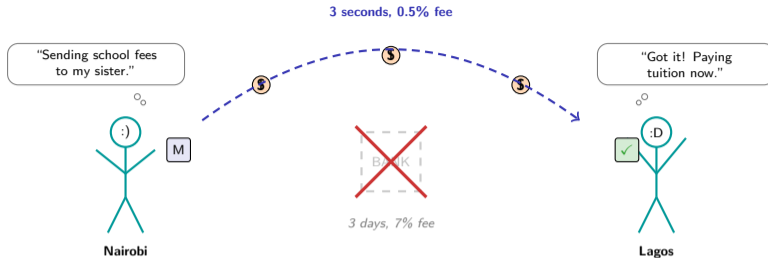 3 seconds, 0.5% fee
“Sending school fees
to my sister.”
“Got it! Paying
tuition now.”
$ $ $
:)
:D
M
✓
BANK
3 days, 7% fee
Nairobi
Lagos